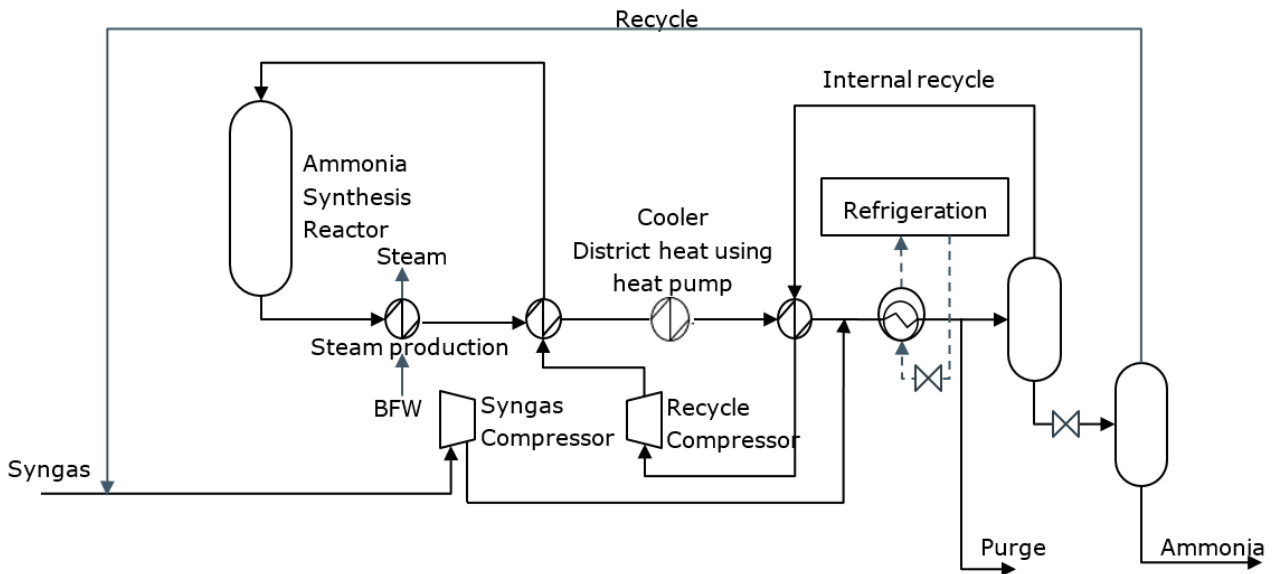 Recycle
Internal recycle
Ammonia
Synthesis
Reactor
Refrigeration
Cooler
District heat using
heat pump
Steam
Steam production
BFW
Syngas
Compressor
Recycle
Compressor
Syngas
Purge
Ammonia